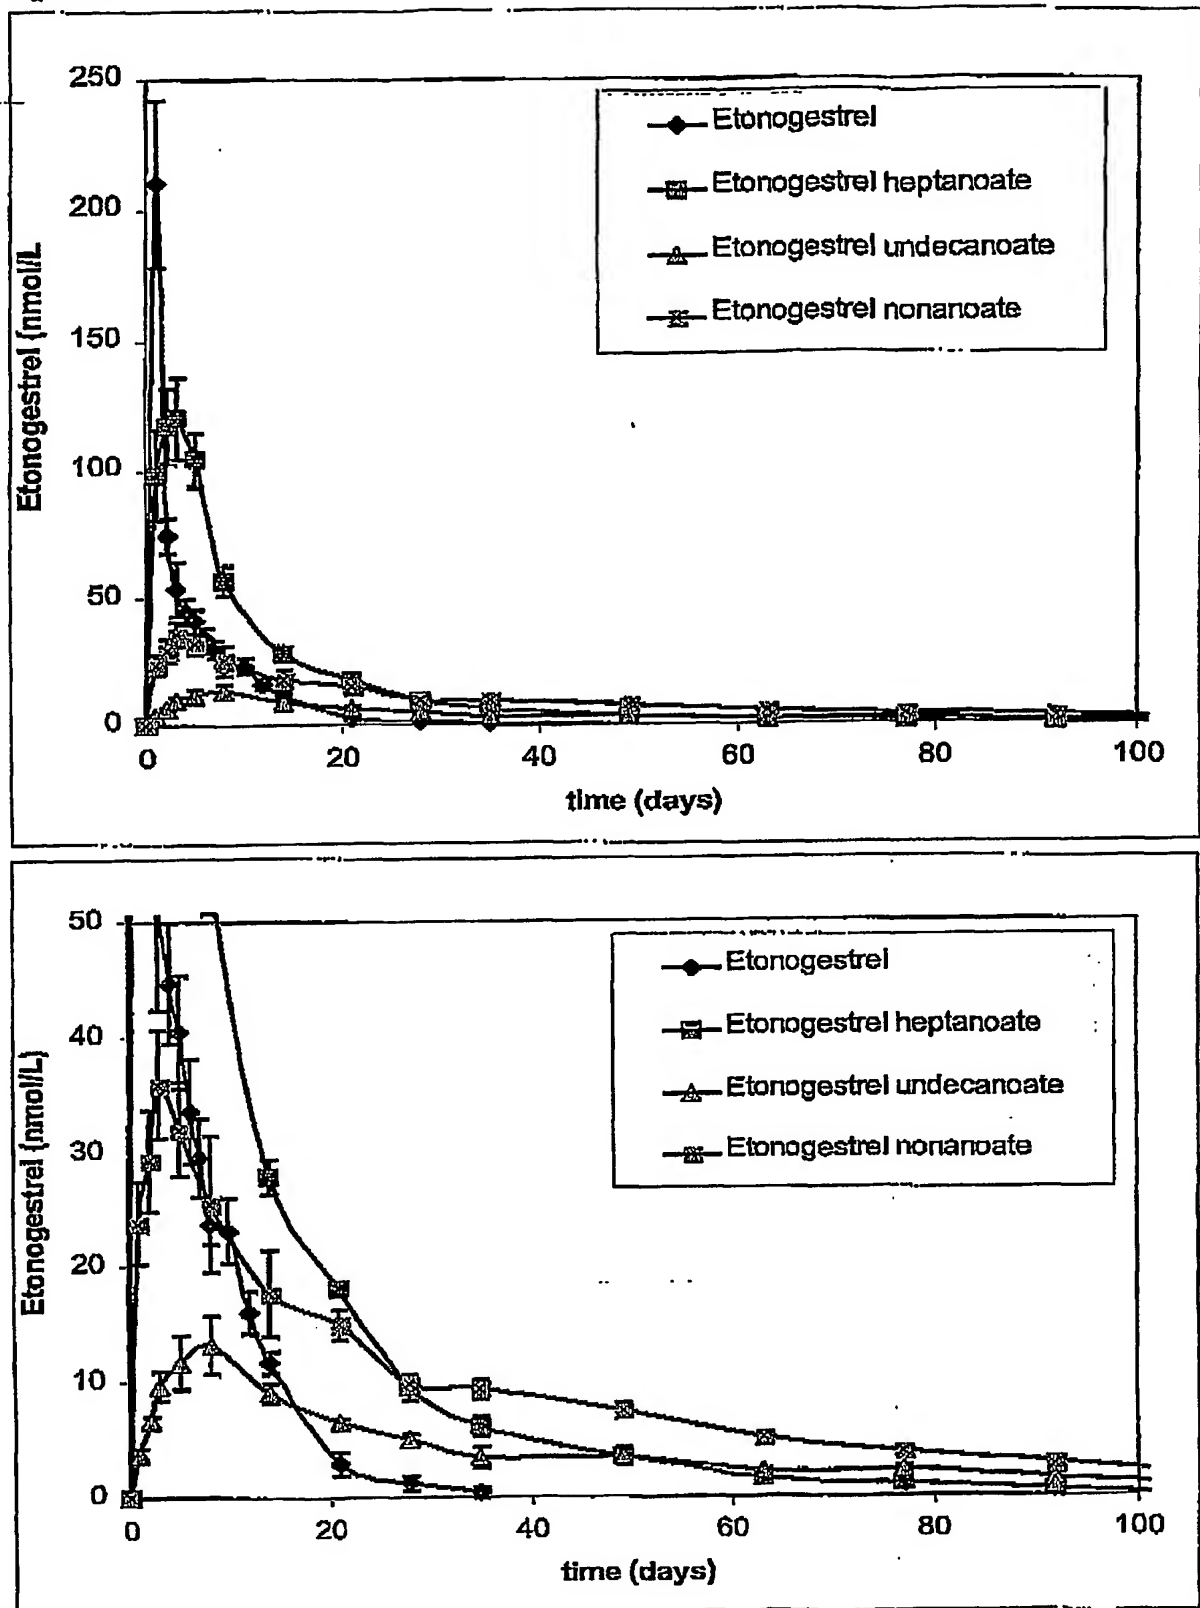 250
200
150
100
50
0
Etonogestrel (nmol/L
Etonogestrel
Etonogestrel heptanoate
Etonogestrel undecanoate
Etonogestrel nonanoate
0 20 40 60 80 100
time (days)
50
40
30
20
10
0
Etonogestrel (nmol/L)
Etonogestrel
Etonogestrel heptanoate
Etonogestrel undecanoate
Etonogestrel nonanoate
0 20 40 60 80 100
time (days)